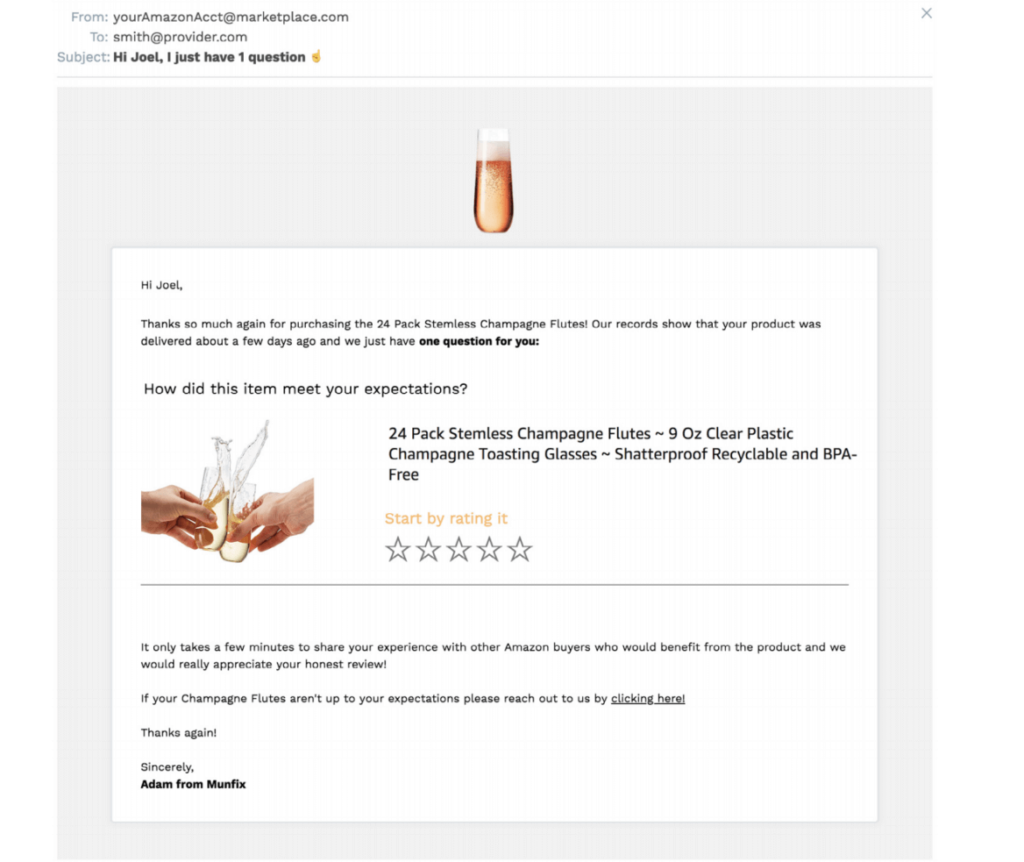 From: yourAmazonAcct@marketplace.com
To: smith@provider.com
Subject: Hi Joel, I just have 1 question ☝
Hi Joel,
Thanks so much again for purchasing the 24 Pack Stemless Champagne Flutes! Our records show that your product was
delivered about a few days ago and we just have one question for you:
How did this item meet your expectations?
24 Pack Stemless Champagne Flutes ~ 9 Oz Clear Plastic
Champagne Toasting Glasses ~ Shatterproof Recyclable and BPA-
Free
Start by rating it
It only takes a few minutes to share your experience with other Amazon buyers who would benefit from the product and we
would really appreciate your honest review!
If your Champagne Flutes aren't up to your expectations please reach out to us by clicking here!
Thanks again!
Sincerely,
Adam from Munfix